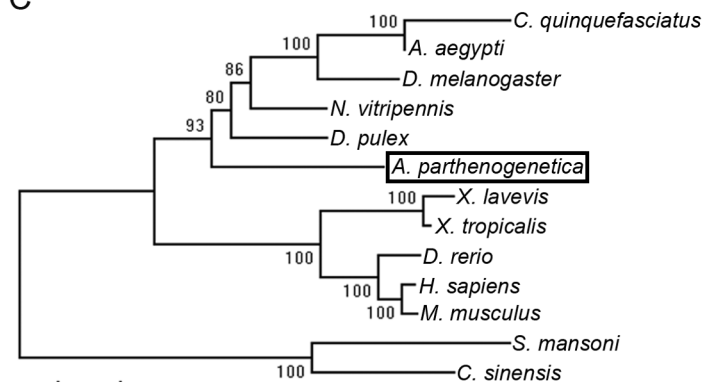 100 C. quinquefasciatus
100 A. aegypti
D. melanogaster
86
N. vitripennis
80
D. pulex
93
A. parthenogenetica
100 X. lavevis
X. tropicalis
D. rerio
100
H. sapiens
100
100 M. musculus
S. mansoni
100 C. sinensis